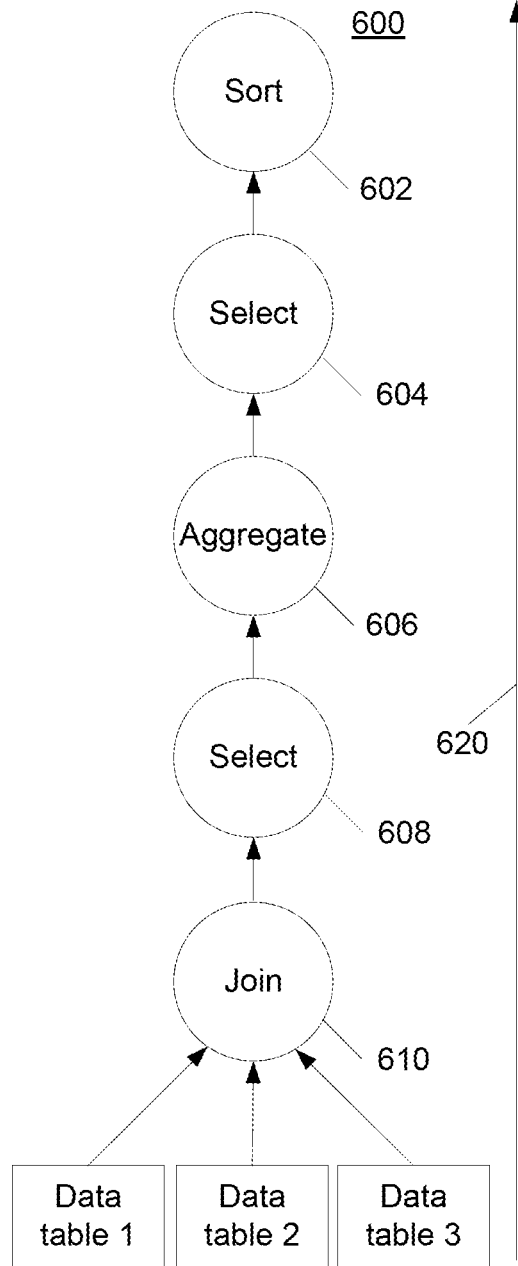 600
Sort
602
Select
604
Aggregate
606
620
Select
608
Join
610
Data
table 1
Data
table 2
Data
table 3